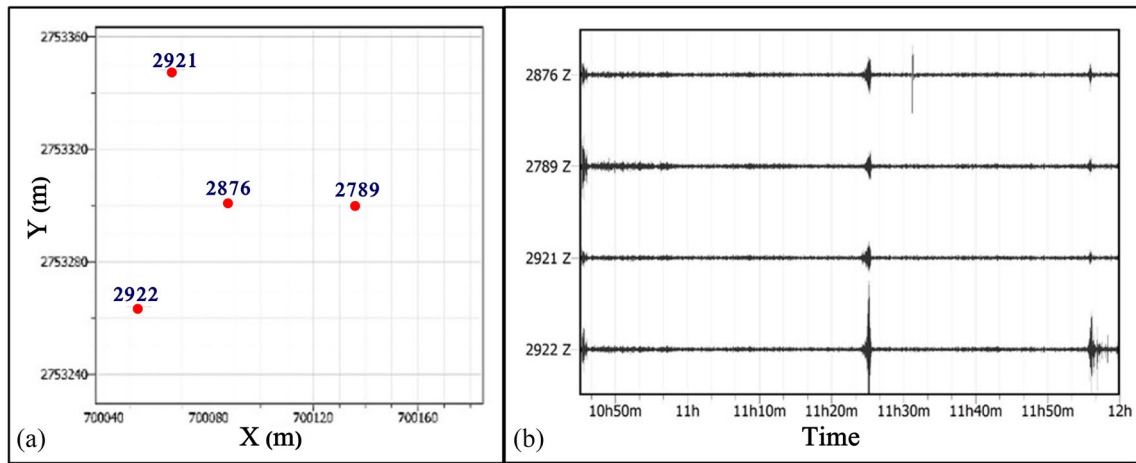 2753360
2921
2753320
2876
2789
Y (m)
2753280
2922
2753240
700040
700080
700120
700160
(a)
X (m)
2876 Z
2789 Z
2921 Z
2922 Z
10h50m
11h
11h10m
11h20m
11h30m
11h40m
11h50m
12h
(b)
Time